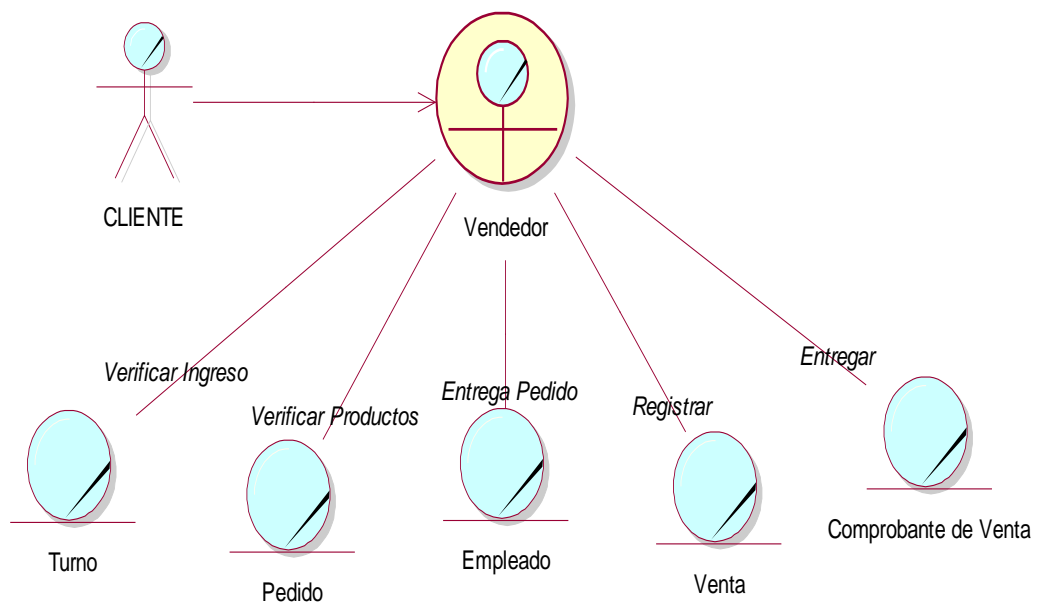 CLIENTE
Vendedor
Verificar Ingreso
Verificar Productos
Entrega Pedido
Registrar
Entregar
Turno
Pedido
Empleado
Venta
Comprobante de Venta